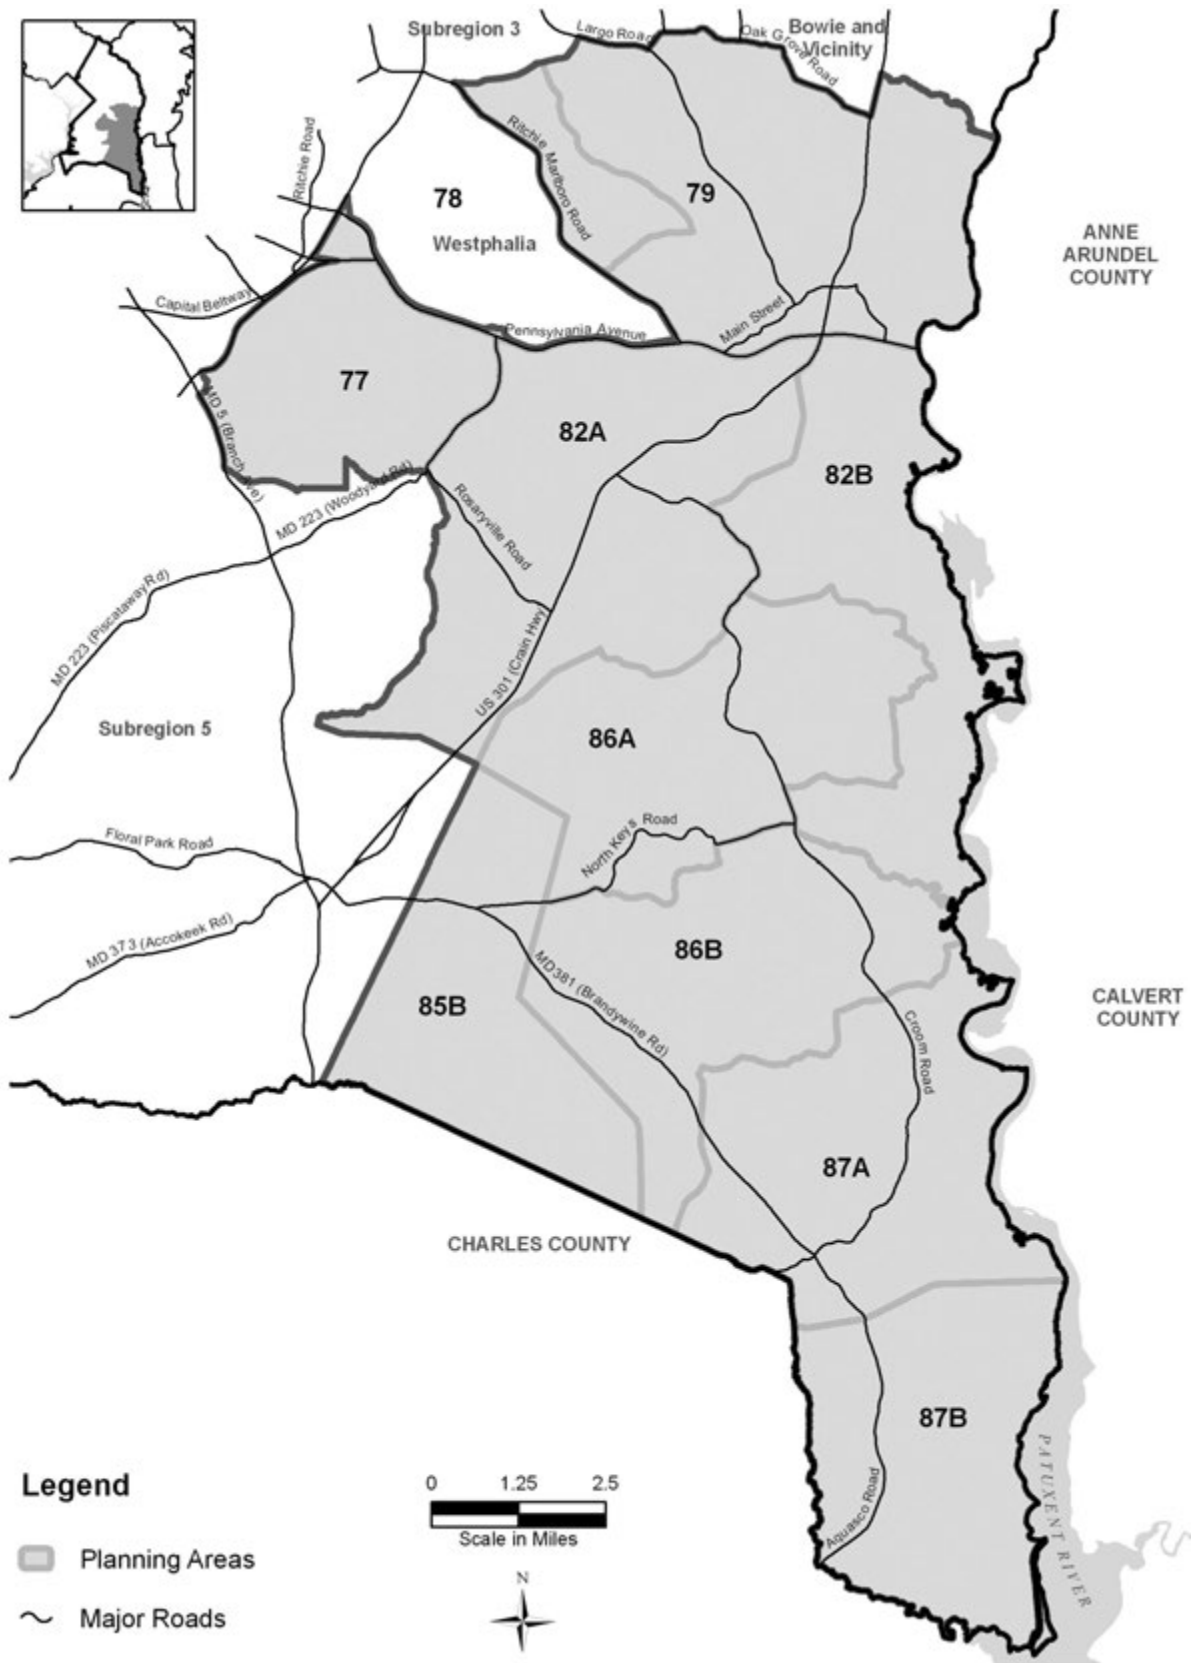 Subregion 3
Largo Road
Oak Grove Road
Bowie and
Vicinity
Ritchie Road
Ritchie Marlboro Road
78
79
Westphalia
ANNE
ARUNDEL
COUNTY
Capital Beltway
Pennsylvania Avenue
Main Street
77
MD 5 (Branch Ave)
82A
82B
MD 223 (Woodyard Rd)
Rosaryville Road
MD 223 (Piscataway Rd)
US 301 (Crain Hwy)
Subregion 5
86A
Floral Park Road
North Keys Road
MD 373 (Accokeek Rd)
86B
MD381 (Brandywine Rd)
85B
Croom Road
CALVERT
COUNTY
87A
CHARLES COUNTY
87B
PATUXENT RIVER
Aquasco Road
Legend
0 1.25 2.5
Scale in Miles
Planning Areas
N
Major Roads